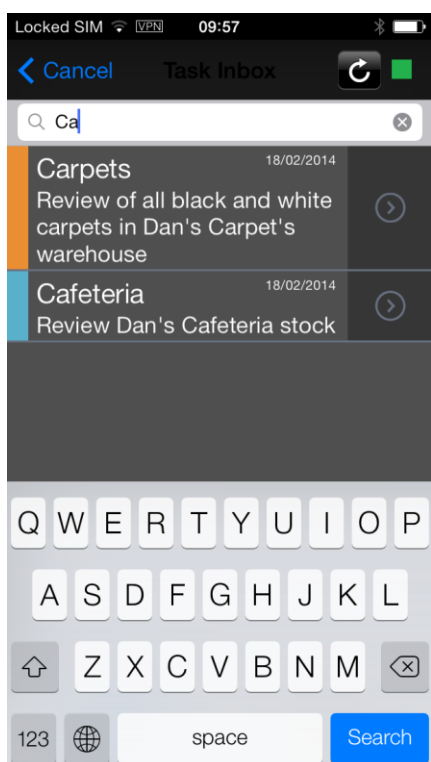 Locked SIM VPN 09:57
Cancel Task Inbox
Ca
Carpets 18/02/2014
Review of all black and white
carpets in Dan's Carpet's
warehouse
Cafeteria 18/02/2014
Review Dan's Cafeteria stock
Q W E R T Y U I O P
A S D F G H J K L
Z X C V B N M
123 space Search